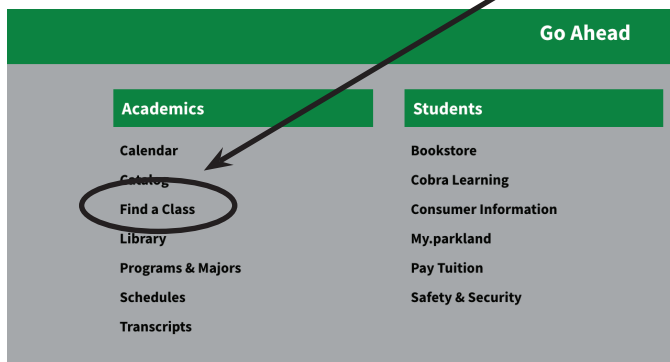 Go Ahead
Academics
Calendar
Catalog
Find a Class
Library
Programs & Majors
Schedules
Transcripts
Students
Bookstore
Cobra Learning
Consumer Information
My.parkland
Pay Tuition
Safety & Security